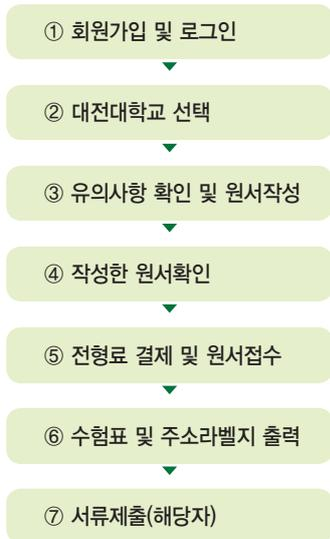 ① 회원가입 및 로그인
② 대전대학교 선택
③ 유의사항 확인 및 원서작성
④ 작성한 원서확인
⑤ 전형료 결제 및 원서접수
⑥ 수험표 및 주소라벨지 출력
⑦ 서류제출(해당자)